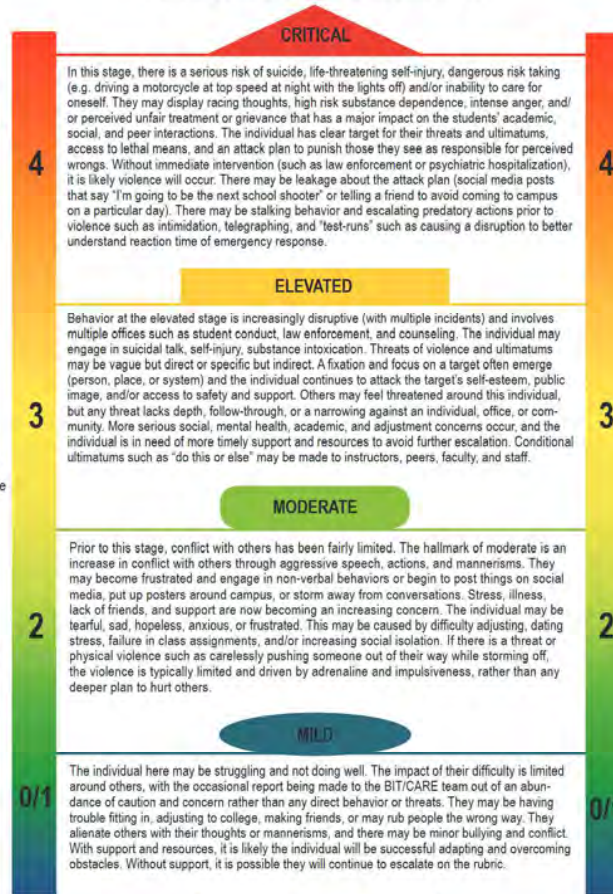 CRITICAL
In this stage, there is a serious risk of suicide, life-threatening self-injury, dangerous risk taking
(e.g. driving a motorcycle at top speed at night with the lights off) and/or inability to care for
oneself. They may display racing thoughts, high risk substance dependence, intense anger, and/
or perceived unfair treatment or grievance that has a major impact on the students' academic,
social, and peer interactions. The individual has clear target for their threats and ultimatums,
access to lethal means, and an attack plan to punish those they see as responsible for perceived
wrongs. Without immediate intervention (such as law enforcement or psychiatric hospitalization),
it is likely violence will occur. There may be leakage about the attack plan (social media posts
that say "I'm going to be the next school shooter" or telling a friend to avoid coming to campus
on a particular day). There may be stalking behavior and escalating predatory actions prior to
violence such as intimidation, telegraphing, and "test-runs" such as causing a disruption to better
understand reaction time of emergency response.
4
4
ELEVATED
Behavior at the elevated stage is increasingly disruptive (with multiple incidents) and involves
multiple offices such as student conduct, law enforcement, and counseling. The individual may
engage in suicidal talk, self-injury, substance intoxication. Threats of violence and ultimatums
may be vague but direct or specific but indirect. A fixation and focus on a target often emerge
(person, place, or system) and the individual continues to attack the target's self-esteem, public
image, and/or access to safety and support. Others may feel threatened around this individual,
but any threat lacks depth, follow-through, or a narrowing against an individual, office, or com-
munity. More serious social, mental health, academic, and adjustment concerns occur, and the
individual is in need of more timely support and resources to avoid further escalation. Conditional
ultimatums such as "do this or else" may be made to instructors, peers, faculty, and staff.
3
3
e
MODERATE
Prior to this stage, conflict with others has been fairly limited. The hallmark of moderate is an
increase in conflict with others through aggressive speech, actions, and mannerisms. They
may become frustrated and engage in non-verbal behaviors or begin to post things on social
media, put up posters around campus, or storm away from conversations. Stress, illness,
lack of friends, and support are now becoming an increasing concern. The individual may be
tearful, sad, hopeless, anxious, or frustrated. This may be caused by difficulty adjusting, dating
stress, failure in class assignments, and/or increasing social isolation. If there is a threat or
physical violence such as carelessly pushing someone out of their way while storming off,
the violence is typically limited and driven by adrenaline and impulsiveness, rather than any
deeper plan to hurt others.
2
2
MILD
The individual here may be struggling and not doing well. The impact of their difficulty is limited
around others, with the occasional report being made to the BIT/CARE team out of an abun-
dance of caution and concern rather than any direct behavior or threats. They may be having
trouble fitting in, adjusting to college, making friends, or may rub people the wrong way. They
alienate others with their thoughts or mannerisms, and there may be minor bullying and conflict.
With support and resources, it is likely the individual will be successful adapting and overcoming
obstacles. Without support, it is possible they will continue to escalate on the rubric.
0/1
0/